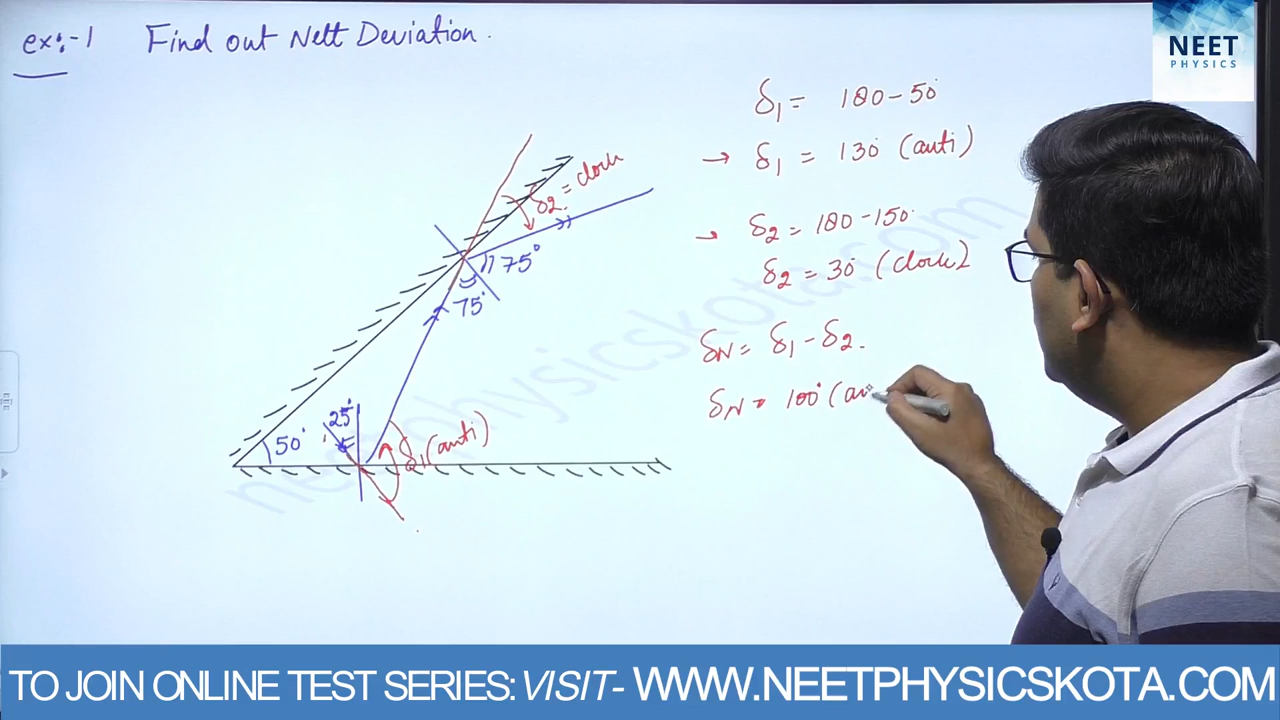 ex:-1 Find out Nett Deviation.
NEET
PHYSICS
δ1 = 180-50°
→ δ1 = 130° (anti)
δ2 = clock
→ δ2 = 180-150°
δ2 = 30° (clock)
75°
75°
δN = δ1 - δ2.
δN = 100° (an
25°
50°
δ1 (anti)
neetphysicskota.com
TO JOIN ONLINE TEST SERIES: VISIT- WWW.NEETPHYSICSKOTA.COM